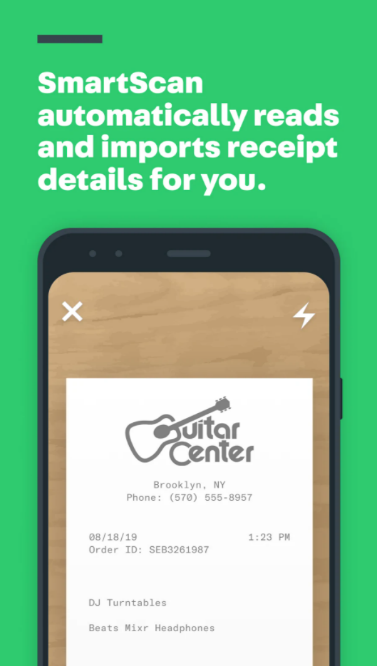 SmartScan
automatically reads
and imports receipt
details for you.
Guitar
Center
Brooklyn, NY
Phone: (570) 555-8957
08/18/19 1:23 PM
Order ID: SEB3261987
DJ Turntables
Beats Mixr Headphones